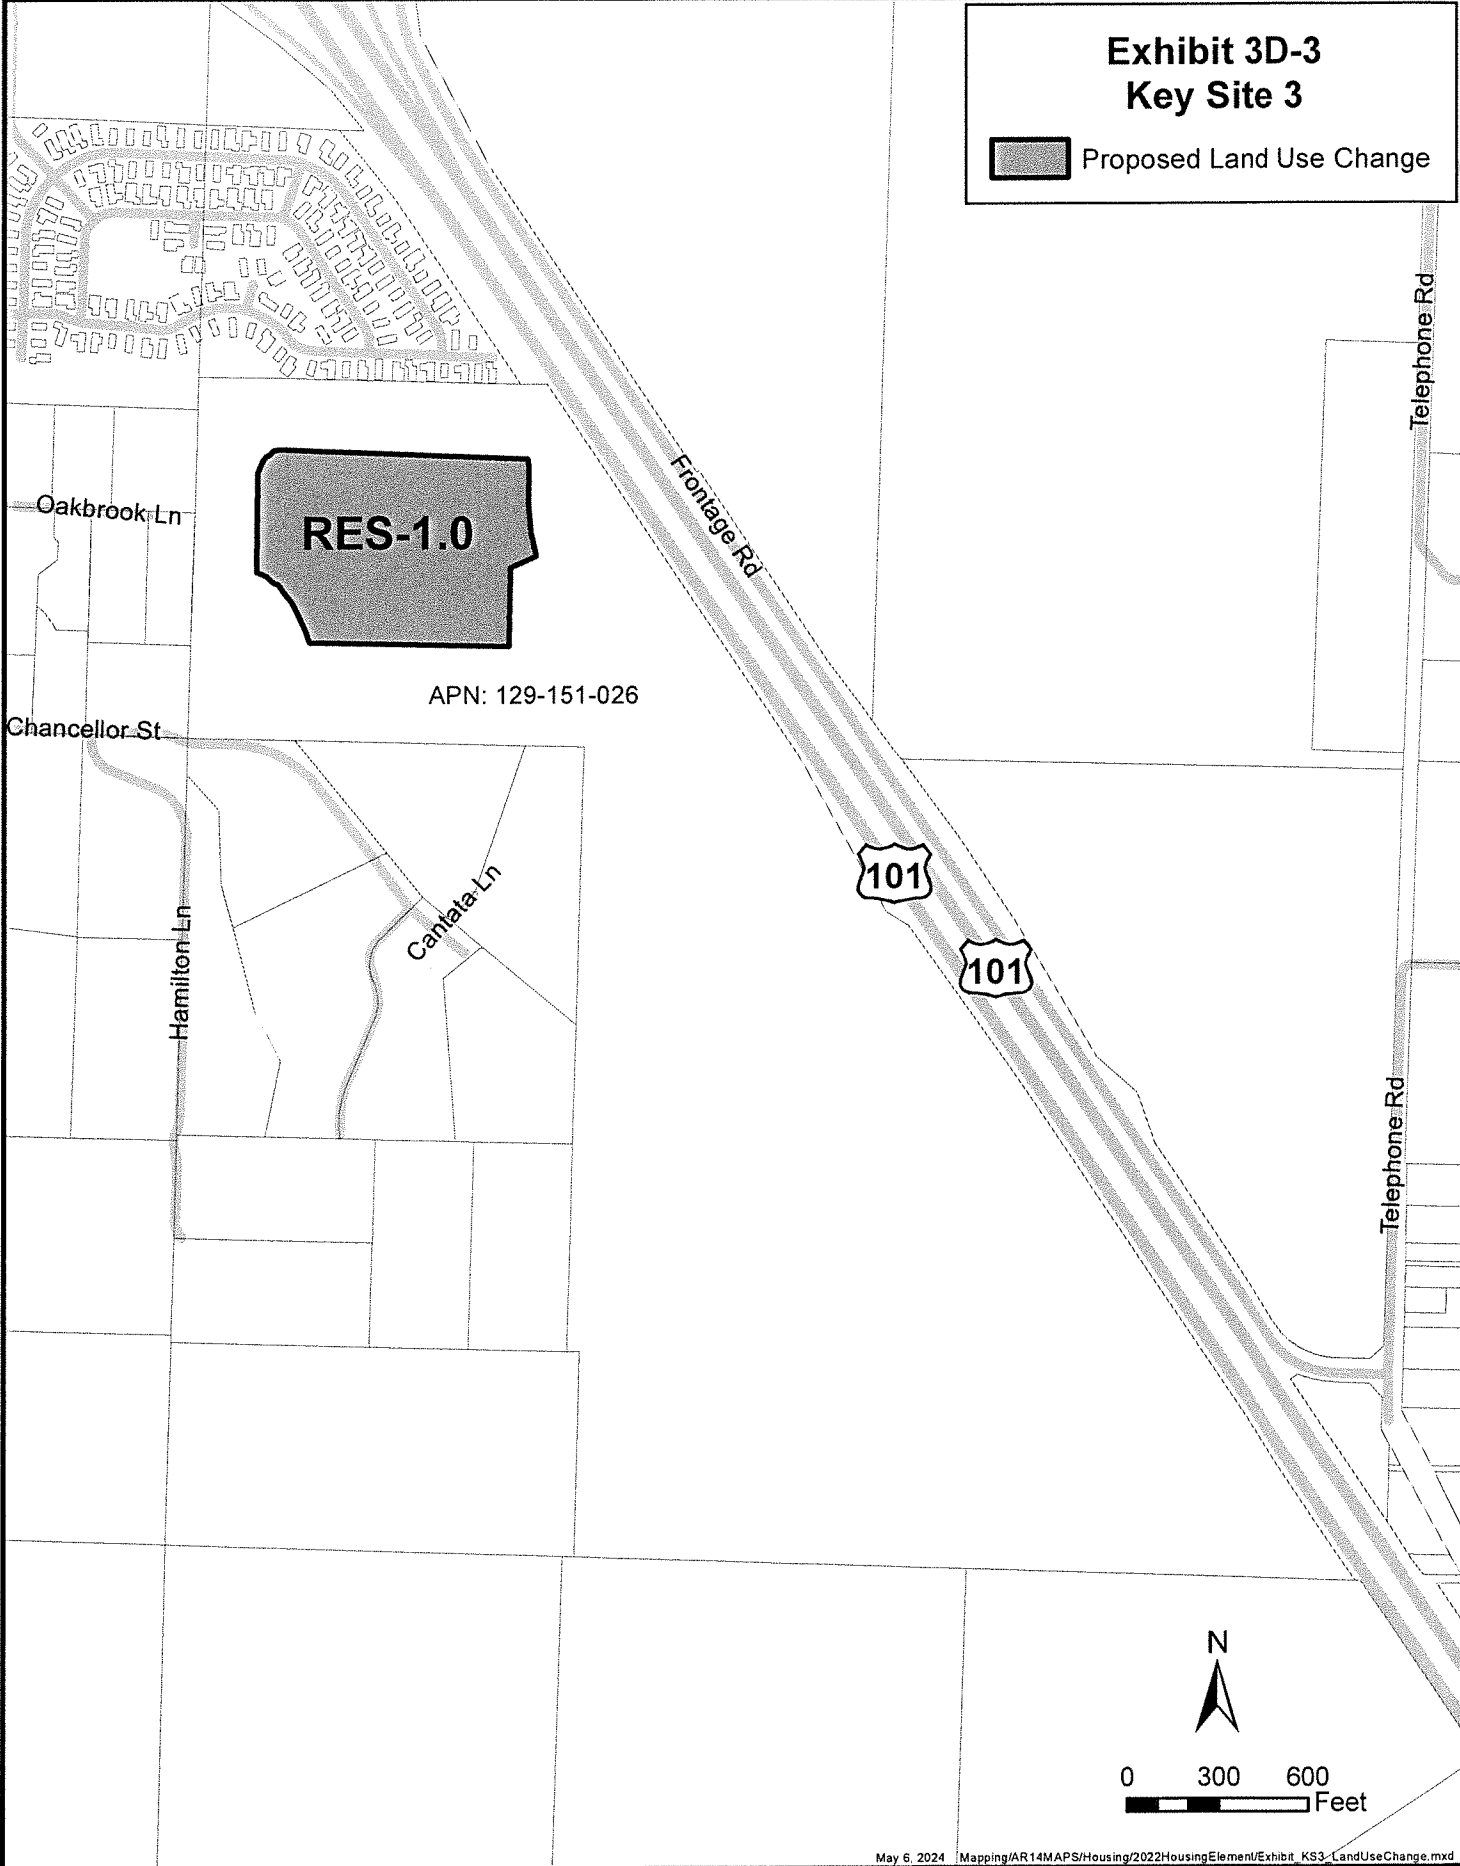 Exhibit 3D-3
Key Site 3
Proposed Land Use Change
Telephone Rd
Frontage Rd
Oakbrook Ln
RES-1.0
APN: 129-151-026
Chancellor St
101
Cantata Ln
Hamilton Ln
101
Telephone Rd
N
0 300 600
Feet
May 6, 2024 Mapping/AR14MAPS/Housing/2022HousingElement/Exhibit_KS3_LandUseChange.mxd